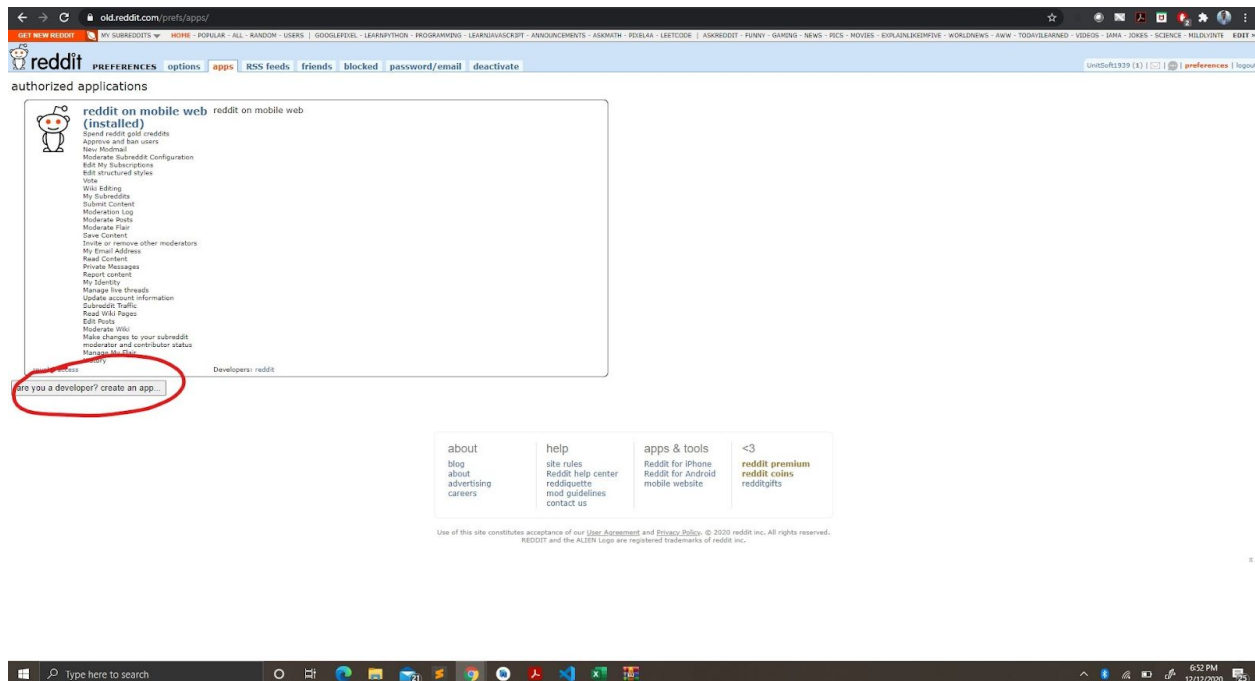 old.reddit.com/prefs/apps/
GET NEW REDDIT MY SUBREDDITS HOME - POPULAR - ALL - RANDOM - USERS | GOOGLEPIXEL - LEARNPYTHON - PROGRAMMING - LEARNJAVASCRIPT - ANNOUNCEMENTS - ASKMATH - PIXEL4A - LEETCODE | ASKREDDIT - FUNNY - GAMING - NEWS - PICS - MOVIES - EXPLAINLIKEIMFIVE - WORLDNEWS - AWW - TODAYILEARNED - VIDEOS - IAMA - JOKES - SCIENCE - MILDLYINTE EDIT »
reddit PREFERENCES options apps RSS feeds friends blocked password/email deactivate UnitSoft1939 (1) | | | preferences | logou
authorized applications
reddit on mobile web reddit on mobile web
(installed)
Spend reddit gold creddits
Approve and ban users
New Modmail
Moderate Subreddit Configuration
Edit My Subscriptions
Edit structured styles
Vote
Wiki Editing
My Subreddits
Submit Content
Moderation Log
Moderate Posts
Moderate Flair
Save Content
Invite or remove other moderators
My Email Address
Read Content
Private Messages
Report content
My Identity
Manage live threads
Update account information
Subreddit Traffic
Read Wiki Pages
Edit Posts
Moderate Wiki
Make changes to your subreddit
moderator and contributor status
Manage My Flair
History
access Developers: reddit
are you a developer? create an app...
about help apps & tools <3
blog site rules Reddit for iPhone reddit premium
about Reddit help center Reddit for Android reddit coins
advertising reddiquette mobile website redditgifts
careers mod guidelines
contact us
Use of this site constitutes acceptance of our User Agreement and Privacy Policy. © 2020 reddit inc. All rights reserved.
REDDIT and the ALIEN Logo are registered trademarks of reddit inc.
x
Type here to search 6:52 PM
12/12/2020